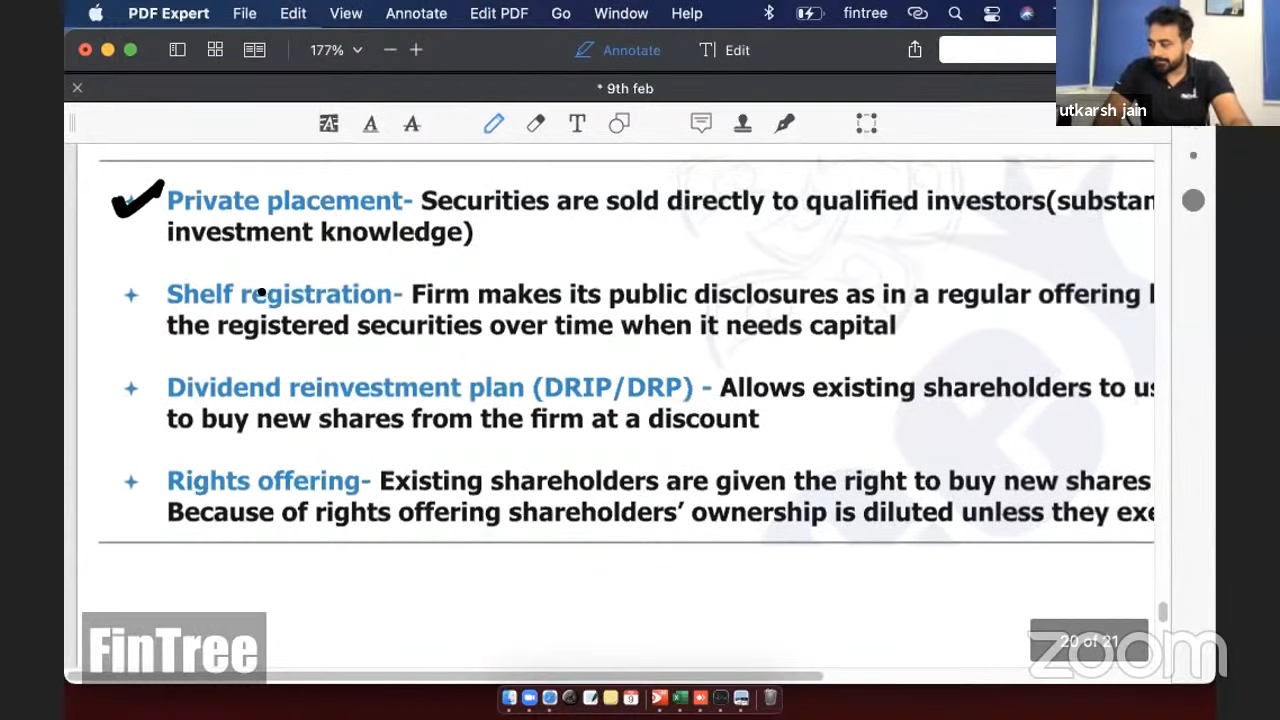 PDF Expert File Edit View Annotate Edit PDF Go Window Help fintree
177% Annotate T Edit
* 9th feb
utkarsh jain
Private placement- Securities are sold directly to qualified investors(substan
investment knowledge)
Shelf registration- Firm makes its public disclosures as in a regular offering
the registered securities over time when it needs capital
Dividend reinvestment plan (DRIP/DRP) - Allows existing shareholders to us
to buy new shares from the firm at a discount
Rights offering- Existing shareholders are given the right to buy new shares
Because of rights offering shareholders' ownership is diluted unless they exe
FinTree
20 of 21
zoom